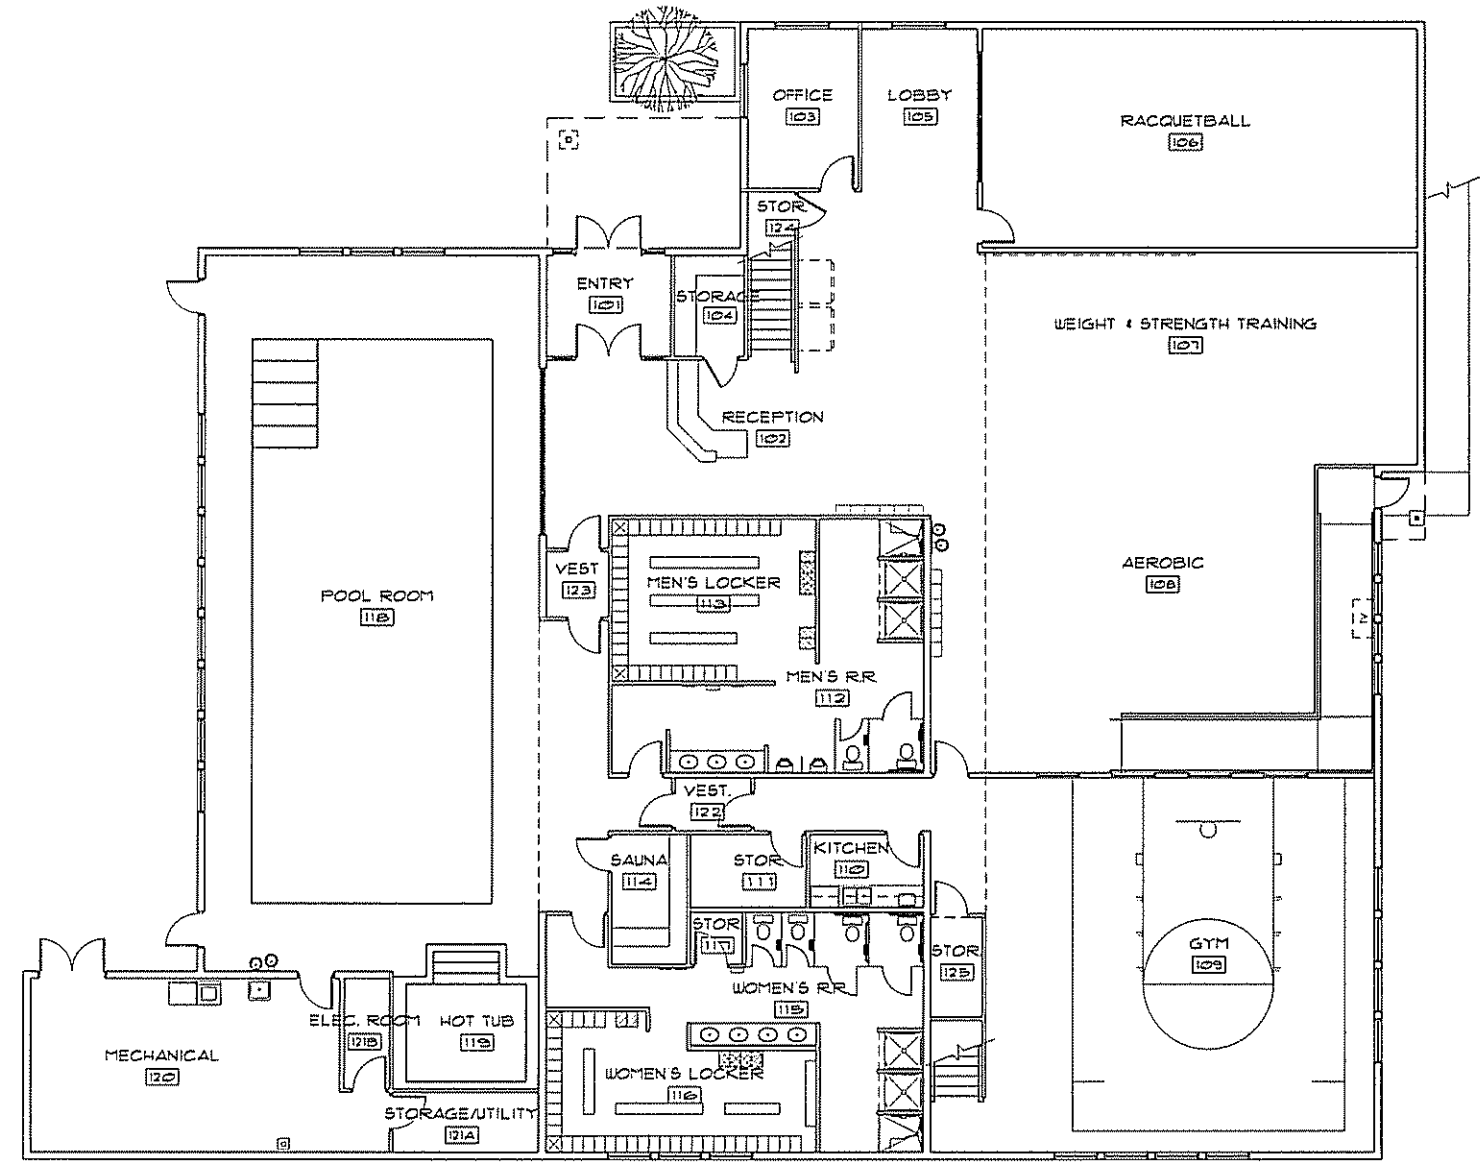 OFFICE
103
LOBBY
105
RACQUETBALL
106
STOR.
124
ENTRY
101
STORAGE
104
WEIGHT & STRENGTH TRAINING
107
RECEPTION
102
VEST
123
MEN'S LOCKER
113
AEROBIC
108
POOL ROOM
118
TV
MEN'S R.R.
112
VEST.
122
SAUNA
114
STOR.
111
KITCHEN
110
STOR
117
STOR
125
GYM
109
WOMEN'S R.R.
115
ELEC. ROOM
121B
HOT TUB
119
MECHANICAL
120
WOMEN'S LOCKER
116
STORAGE/UTILITY
121A